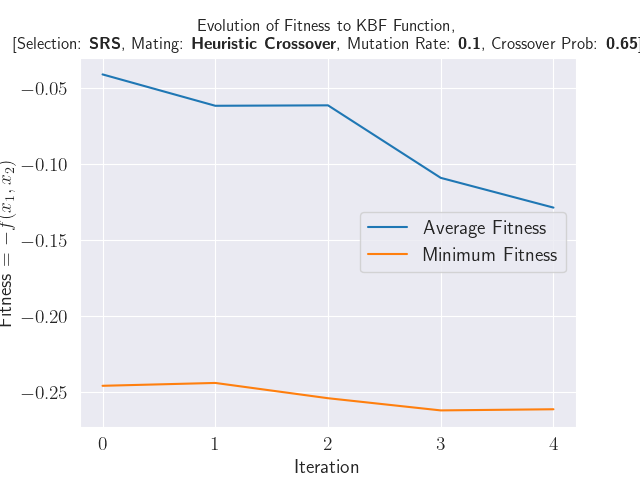 Evolution of Fitness to KBF Function,
[Selection: SRS, Mating: Heuristic Crossover, Mutation Rate: 0.1, Crossover Prob: 0.65]
−0.05
−0.10
−0.15
−0.20
−0.25
Fitness = −f(x₁, x₂)
Average Fitness
Minimum Fitness
0 1 2 3 4
Iteration